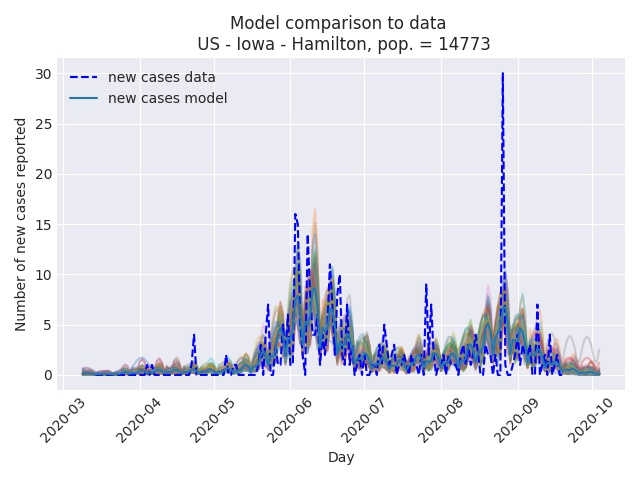 Model comparison to data
US - Iowa - Hamilton, pop. = 14773
new cases data
new cases model
Number of new cases reported
30
25
20
15
10
5
0
2020-03
2020-04
2020-05
2020-06
2020-07
2020-08
2020-09
2020-10
Day